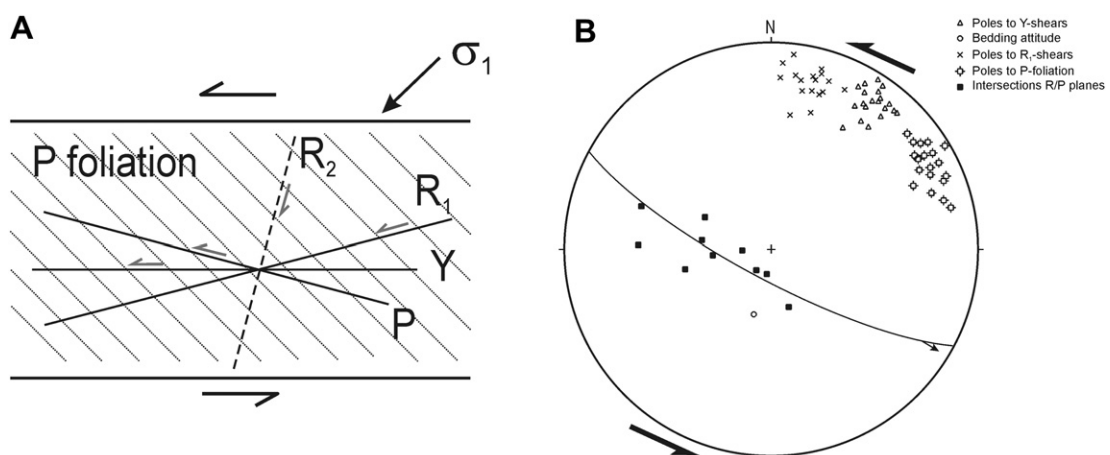 A
σ1
P foliation
R2
R1
Y
P
B
N
Poles to Y-shears
Bedding attitude
Poles to R1-shears
Poles to P-foliation
Intersections R/P planes